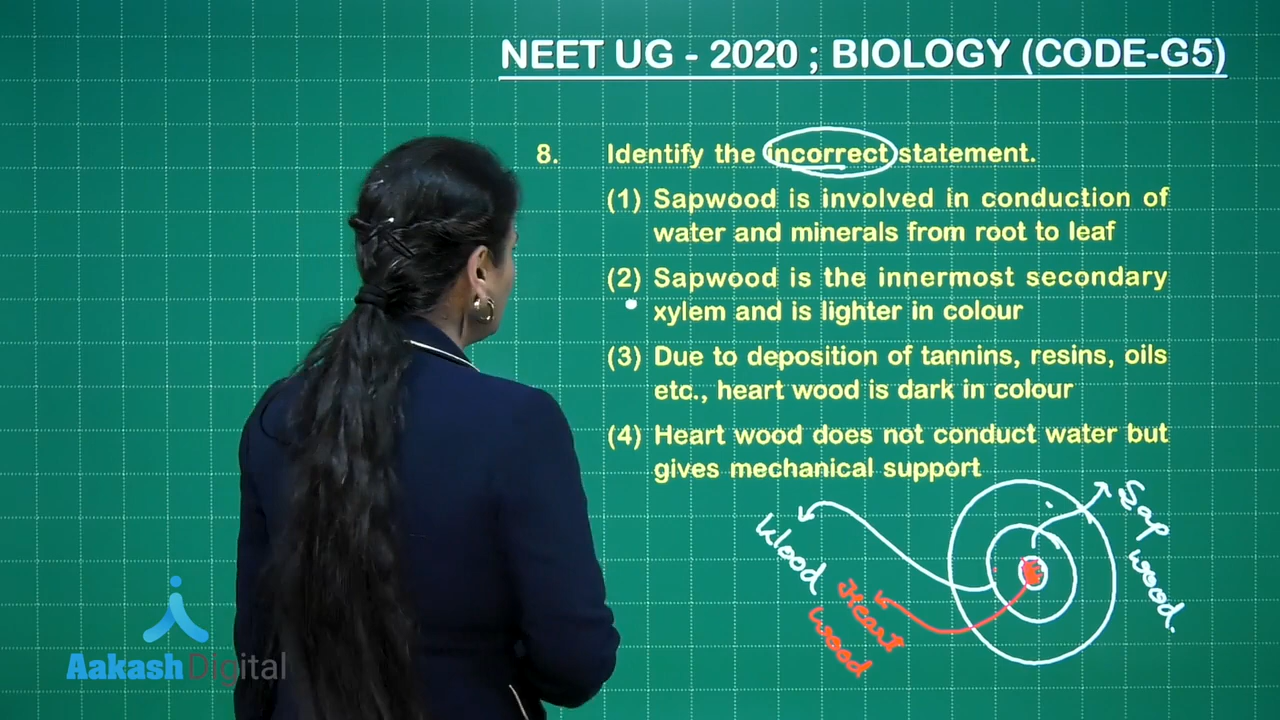 NEET UG - 2020 ; BIOLOGY (CODE-G5)
8. Identify the incorrect statement.
(1) Sapwood is involved in conduction of
water and minerals from root to leaf
(2) Sapwood is the innermost secondary
xylem and is lighter in colour
(3) Due to deposition of tannins, resins, oils
etc., heart wood is dark in colour
(4) Heart wood does not conduct water but
gives mechanical support
Sap
wood.
Wood
Heart
wood
Aakash Digital